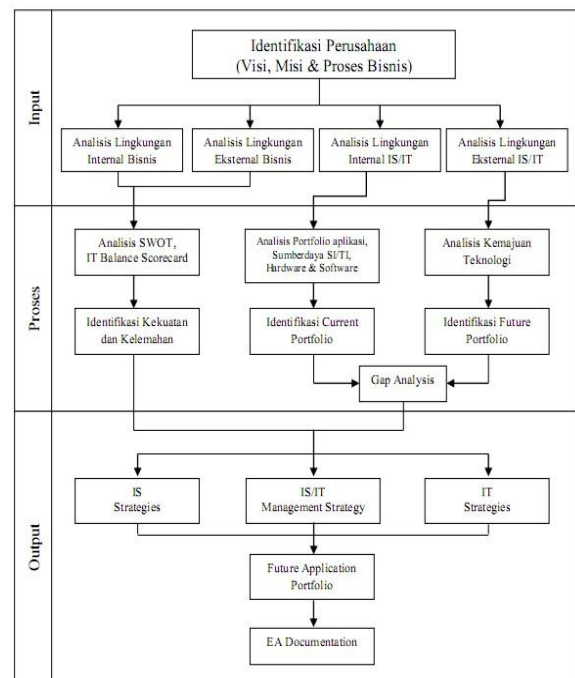 Input
Identifikasi Perusahaan
(Visi, Misi & Proses Bisnis)
Analisis Lingkungan
Internal Bisnis
Analisis Lingkungan
Eksternal Bisnis
Analisis Lingkungan
Internal IS/IT
Analisis Lingkungan
Eksternal IS/IT
Proses
Analisis SWOT,
IT Balance Scorecard
Analisis Portfolio aplikasi,
Sumberdaya SI/TI,
Hardware & Software
Analisis Kemajuan
Teknologi
Identifikasi Kekuatan
dan Kelemahan
Identifikasi Current
Portfolio
Identifikasi Future
Portfolio
Gap Analysis
Output
IS
Strategies
IS/IT
Management Strategy
IT
Strategies
Future Application
Portfolio
EA Documentation